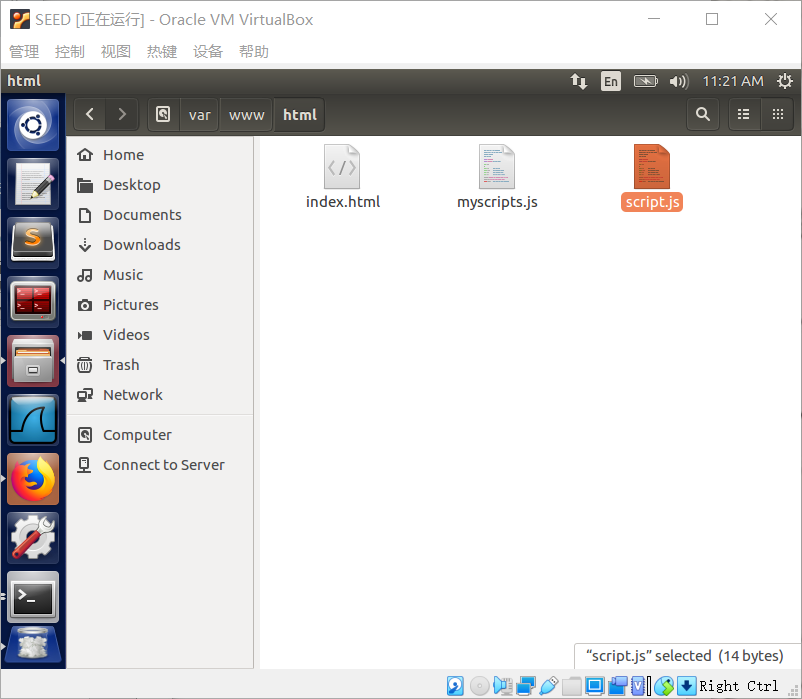 SEED [正在运行] - Oracle VM VirtualBox
管理 控制 视图 热键 设备 帮助
html En 11:21 AM
var www html
Home
Desktop
Documents
Downloads
Music
Pictures
Videos
Trash
Network
Computer
Connect to Server
index.html myscripts.js script.js
“script.js” selected (14 bytes)
Right Ctrl